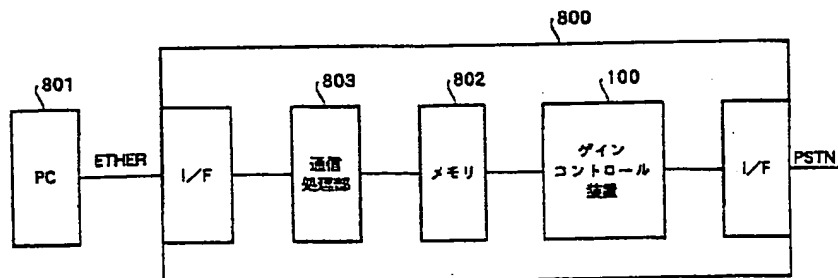 800
801
803
802
100
PC
ETHER
I/F
通信
処理部
メモリ
ゲイン
コントロール
装置
I/F
PSTN